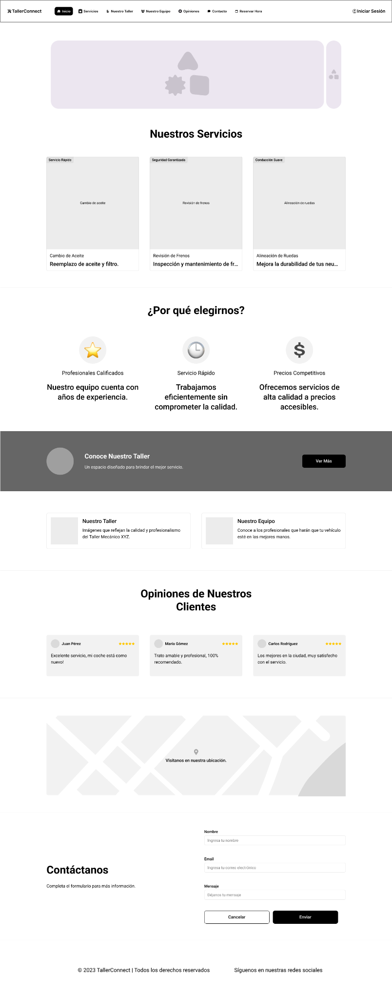 TallerConnect
Inicio
Servicios
Nuestro Taller
Nuestro Equipo
Opiniones
Contacto
Reservar Hora
Iniciar Sesión
Nuestros Servicios
Servicio Rápido
Cambio de aceite
Cambio de Aceite
Reemplazo de aceite y filtro.
Seguridad Garantizada
Revisión de frenos
Revisión de Frenos
Inspección y mantenimiento de fr...
Conducción Suave
Alineación de ruedas
Alineación de Ruedas
Mejora la durabilidad de tus neu...
¿Por qué elegirnos?
Profesionales Calificados
Nuestro equipo cuenta con
años de experiencia.
Servicio Rápido
Trabajamos
eficientemente sin
comprometer la calidad.
$
Precios Competitivos
Ofrecemos servicios de
alta calidad a precios
accesibles.
Conoce Nuestro Taller
Un espacio diseñado para brindar el mejor servicio.
Ver Más
Nuestro Taller
Imágenes que reflejan la calidad y profesionalismo
del Taller Mecánico XYZ.
Nuestro Equipo
Conoce a los profesionales que harán que tu vehículo
esté en las mejores manos.
Opiniones de Nuestros
Clientes
Juan Pérez
Excelente servicio, mi coche está como
nuevo!
María Gómez
Trato amable y profesional, 100%
recomendado.
Carlos Rodríguez
Los mejores en la ciudad, muy satisfecho
con el servicio.
Visítanos en nuestra ubicación.
Contáctanos
Completa el formulario para más información.
Nombre
Ingresa tu nombre
Email
Ingresa tu correo electrónico
Mensaje
Déjanos tu mensaje
Cancelar
Enviar
© 2023 TallerConnect | Todos los derechos reservados
Síguenos en nuestras redes sociales